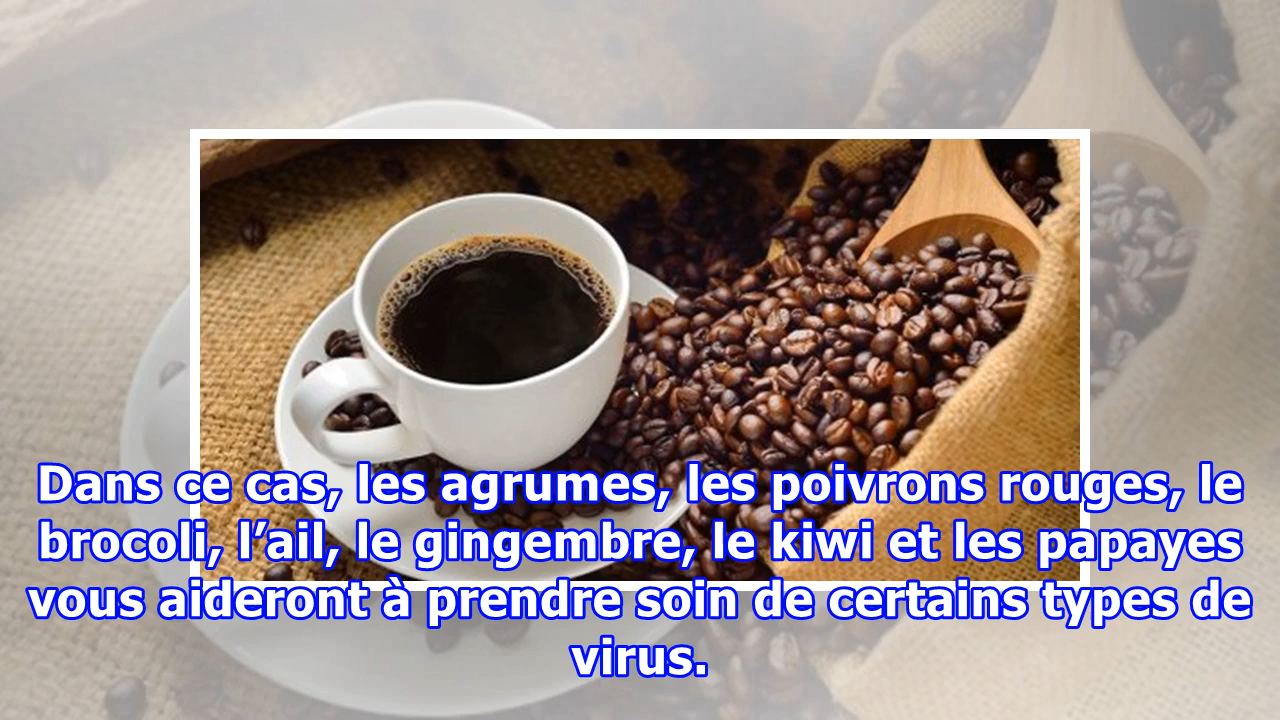 Dans ce cas, les agrumes, les poivrons rouges, le
brocoli, l’ail, le gingembre, le kiwi et les papayes
vous aideront à prendre soin de certains types de
virus.